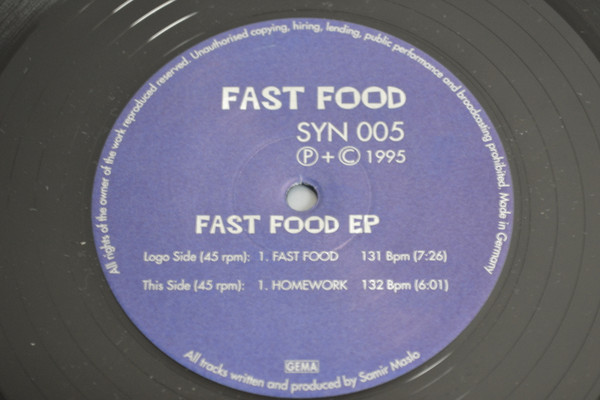 All rights of the owner of the work reproduced reserved. Unauthorised copying, hiring, lending, public performance and broadcasting prohibited. Made in Germany
FAST FOOD
SYN 005
Ⓟ + © 1995
FAST FOOD EP
Logo Side (45 rpm): 1. FAST FOOD 131 Bpm (7:26)
This Side (45 rpm): 1. HOMEWORK 132 Bpm (6:01)
GEMA
All tracks written and produced by Samir Maslo